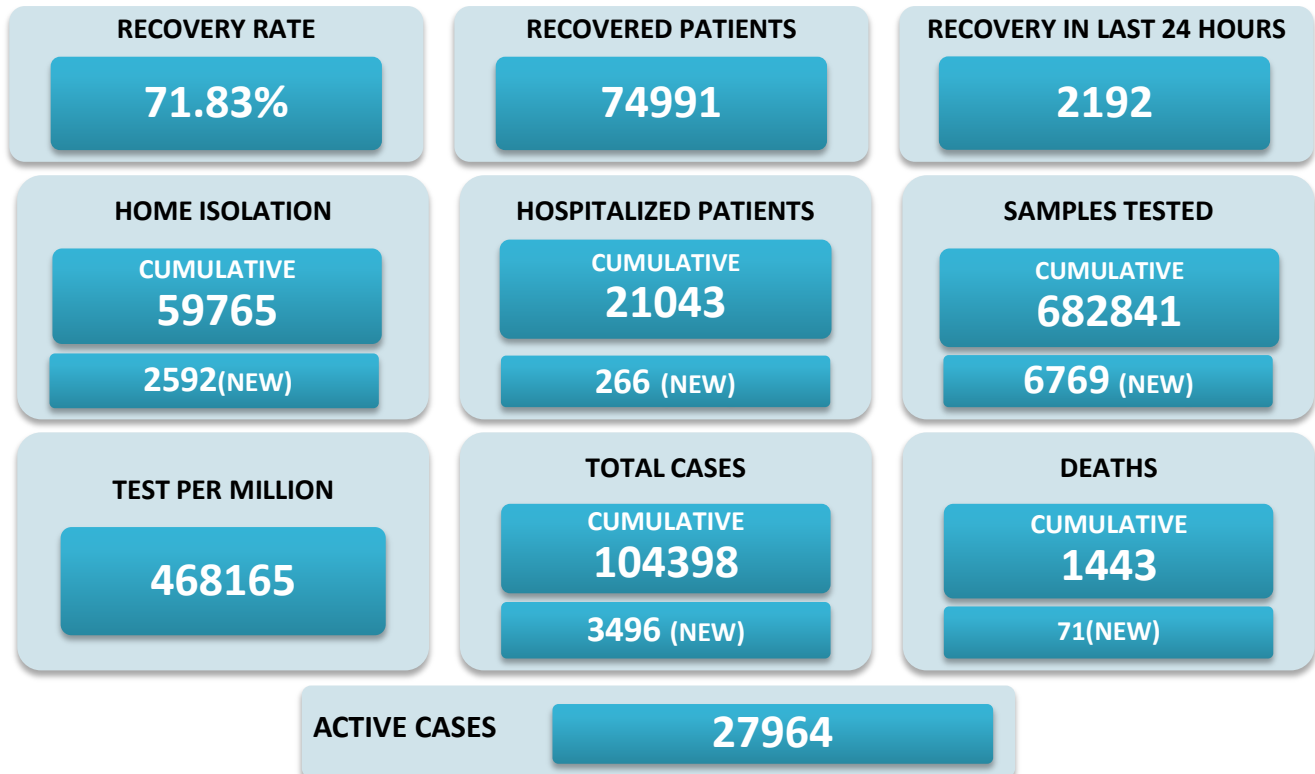 RECOVERY RATE
71.83%
RECOVERED PATIENTS
74991
RECOVERY IN LAST 24 HOURS
2192
HOME ISOLATION
CUMULATIVE
59765
2592(NEW)
HOSPITALIZED PATIENTS
CUMULATIVE
21043
266 (NEW)
SAMPLES TESTED
CUMULATIVE
682841
6769 (NEW)
TEST PER MILLION
468165
TOTAL CASES
CUMULATIVE
104398
3496 (NEW)
DEATHS
CUMULATIVE
1443
71(NEW)
ACTIVE CASES
27964